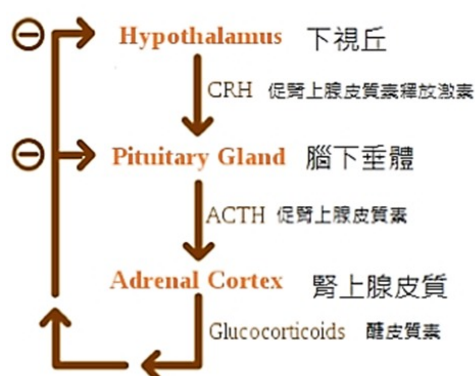 Hypothalamus 下視丘
CRH 促腎上腺皮質素釋放激素
Pituitary Gland 腦下垂體
ACTH 促腎上腺皮質素
Adrenal Cortex 腎上腺皮質
Glucocorticoids 醣皮質素